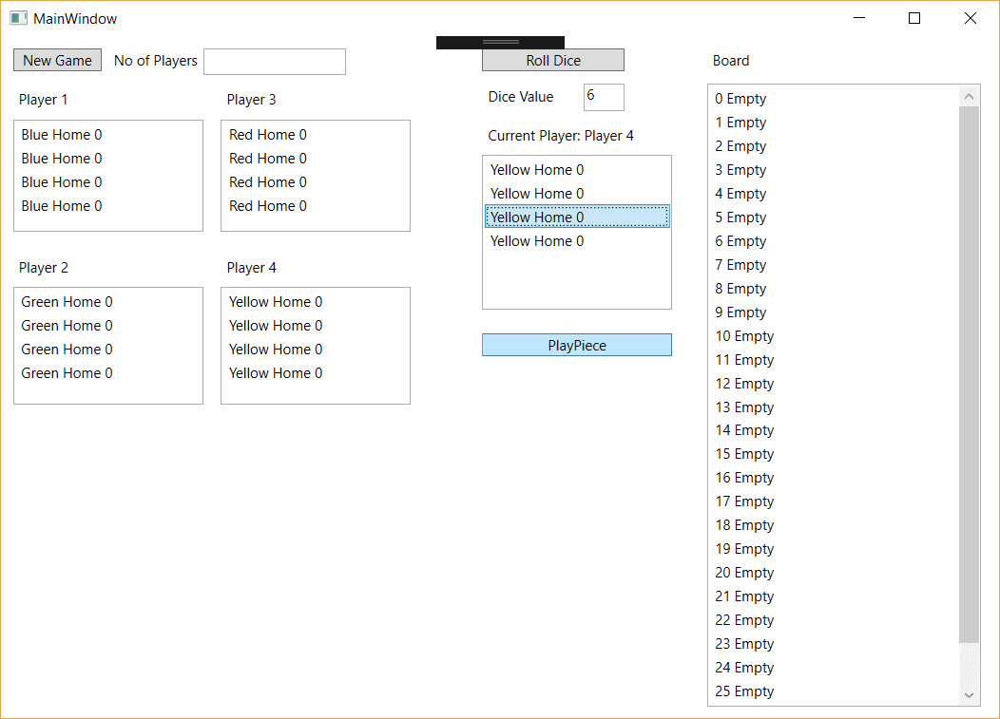 MainWindow
New Game
No of Players
Player 1
Blue Home 0
Blue Home 0
Blue Home 0
Blue Home 0
Player 3
Red Home 0
Red Home 0
Red Home 0
Red Home 0
Player 2
Green Home 0
Green Home 0
Green Home 0
Green Home 0
Player 4
Yellow Home 0
Yellow Home 0
Yellow Home 0
Yellow Home 0
Roll Dice
Dice Value 6
Current Player: Player 4
Yellow Home 0
Yellow Home 0
Yellow Home 0
Yellow Home 0
PlayPiece
Board
0 Empty
1 Empty
2 Empty
3 Empty
4 Empty
5 Empty
6 Empty
7 Empty
8 Empty
9 Empty
10 Empty
11 Empty
12 Empty
13 Empty
14 Empty
15 Empty
16 Empty
17 Empty
18 Empty
19 Empty
20 Empty
21 Empty
22 Empty
23 Empty
24 Empty
25 Empty